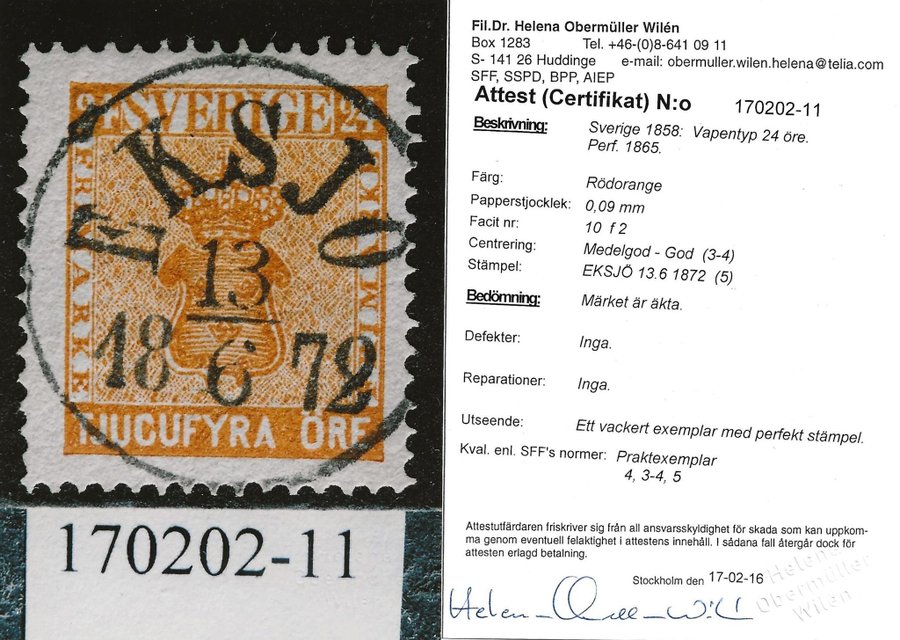 24 SVERIGE 24
FRIMARKE
TJUGUFYRA ÖRE
EKSJÖ
13
6
18 72
170202-11
Fil.Dr. Helena Obermüller Wilén
Box 1283 Tel. +46-(0)8-641 09 11
S- 141 26 Huddinge e-mail: obermuller.wilen.helena@telia.com
SFF, SSPD, BPP, AIEP
Attest (Certifikat) N:o 170202-11
Beskrivning: Sverige 1858: Vapentyp 24 öre.
Perf. 1865.
Färg: Rödorange
Papperstjocklek: 0,09 mm
Facit nr: 10 f 2
Centrering: Medelgod - God (3-4)
Stämpel: EKSJÖ 13.6 1872 (5)
Bedömning: Märket är äkta.
Defekter: Inga.
Reparationer: Inga.
Utseende: Ett vackert exemplar med perfekt stämpel.
Kval. enl. SFF's normer: Praktexemplar
4, 3-4, 5
Attestutfärdaren friskriver sig från all ansvarsskyldighet för skada som kan uppkom-
ma genom eventuell felaktighet i attestens innehåll. I sådana fall återgår dock för
attesten erlagd betalning.
Stockholm den 17-02-16
Helena
Obermüller
Wilén